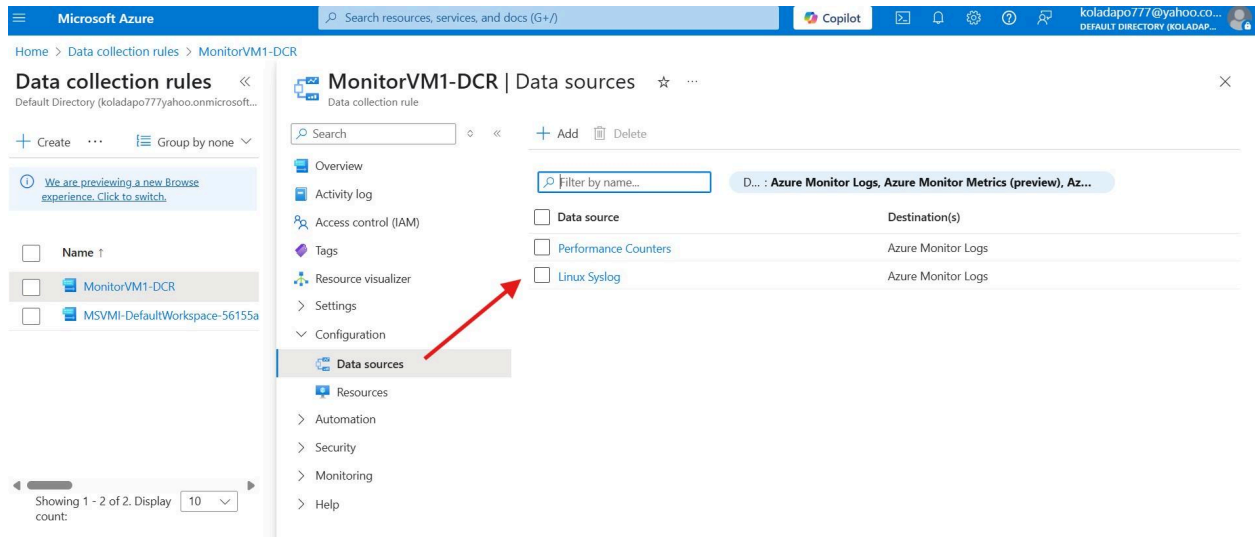 Microsoft Azure
Search resources, services, and docs (G+/)
Copilot
koladapo777@yahoo.co...
DEFAULT DIRECTORY (KOLADAP...
Home > Data collection rules > MonitorVM1-DCR
Data collection rules
Default Directory (koladapo777yahoo.onmicrosoft...
+ Create ... Group by none
We are previewing a new Browse
experience. Click to switch.
Name ↑
MonitorVM1-DCR
MSVMI-DefaultWorkspace-56155a
Showing 1 - 2 of 2. Display 10
count:
MonitorVM1-DCR | Data sources
Data collection rule
Search
Overview
Activity log
Access control (IAM)
Tags
Resource visualizer
Settings
Configuration
Data sources
Resources
Automation
Security
Monitoring
Help
+ Add Delete
Filter by name...
D... : Azure Monitor Logs, Azure Monitor Metrics (preview), Az...
Data source Destination(s)
Performance Counters Azure Monitor Logs
Linux Syslog Azure Monitor Logs